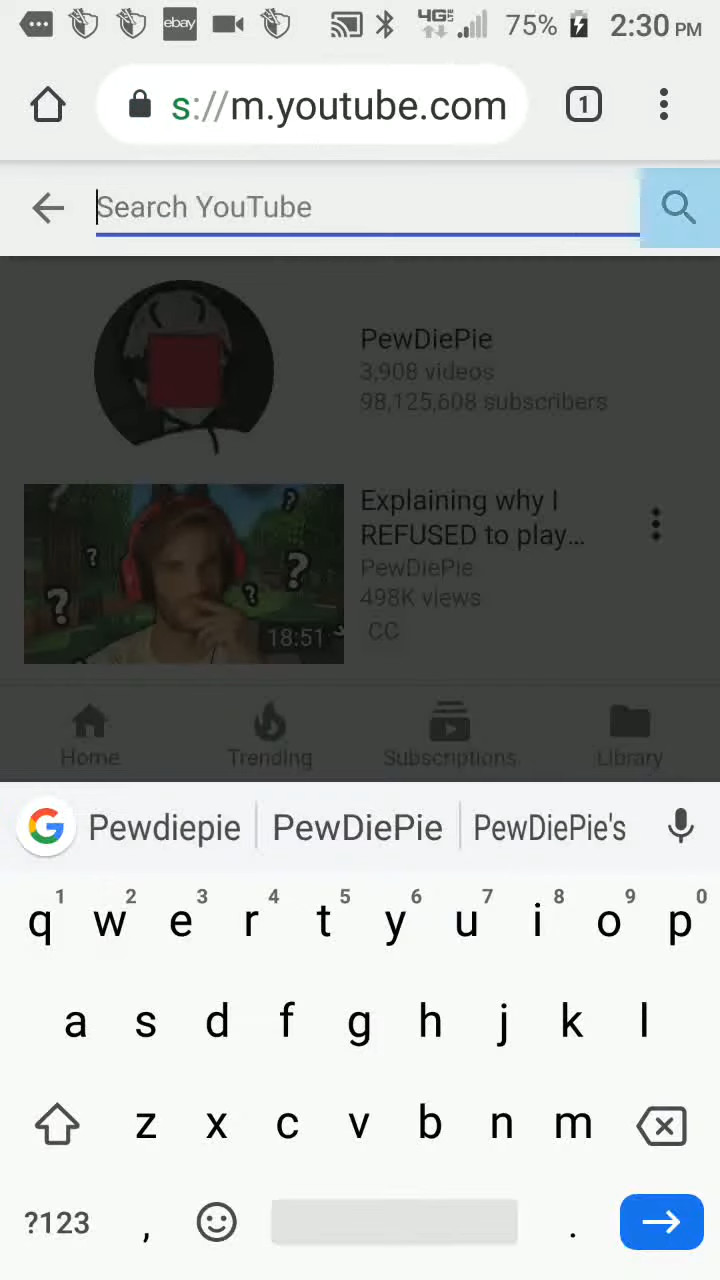 ebay 4G 75% 2:30 PM
s://m.youtube.com 1
Search YouTube
PewDiePie
3,908 videos
98,125,608 subscribers
Explaining why I
REFUSED to play...
PewDiePie
498K views
CC
? ? ? ? ?
18:51
Home Trending Subscriptions Library
G Pewdiepie PewDiePie PewDiePie's
1 2 3 4 5 6 7 8 9 0
q w e r t y u i o p
a s d f g h j k l
z x c v b n m
?123 , .